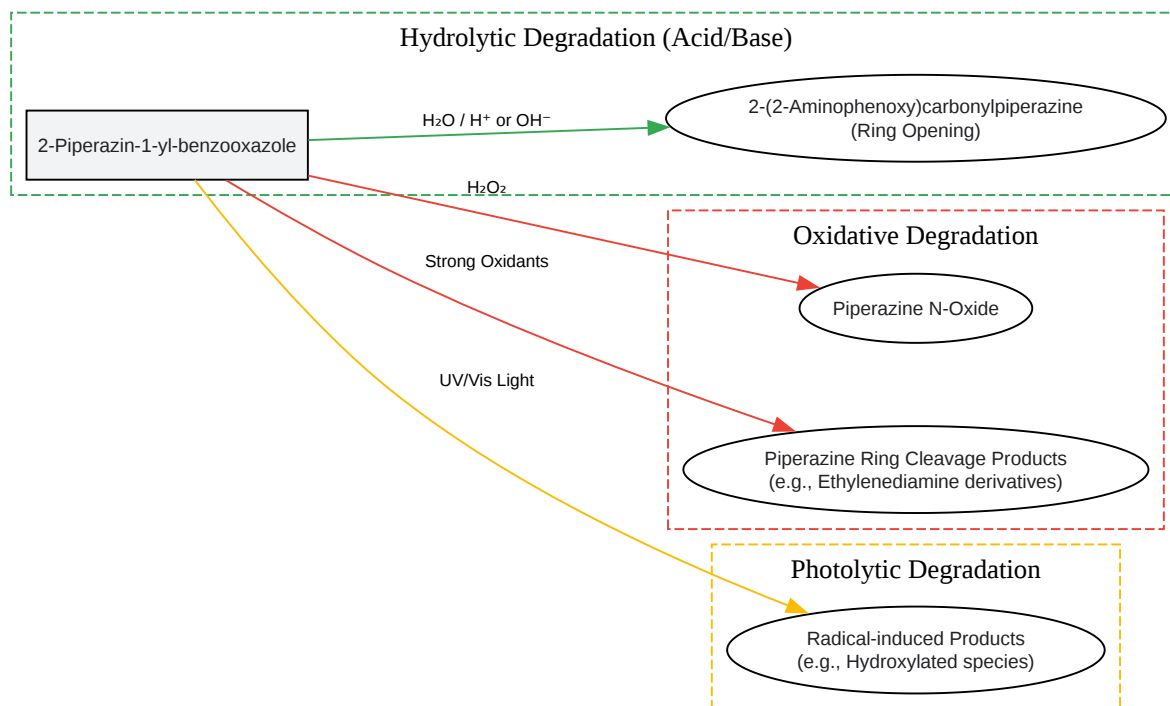 Hydrolytic Degradation (Acid/Base)
2-Piperazin-1-yl-benzooxazole
H₂O / H⁺ or OH⁻
2-(2-Aminophenoxy)carbonylpiperazine
(Ring Opening)
H₂O₂
Oxidative Degradation
Strong Oxidants
Piperazine N-Oxide
UV/Vis Light
Piperazine Ring Cleavage Products
(e.g., Ethylenediamine derivatives)
Photolytic Degradation
Radical-induced Products
(e.g., Hydroxylated species)